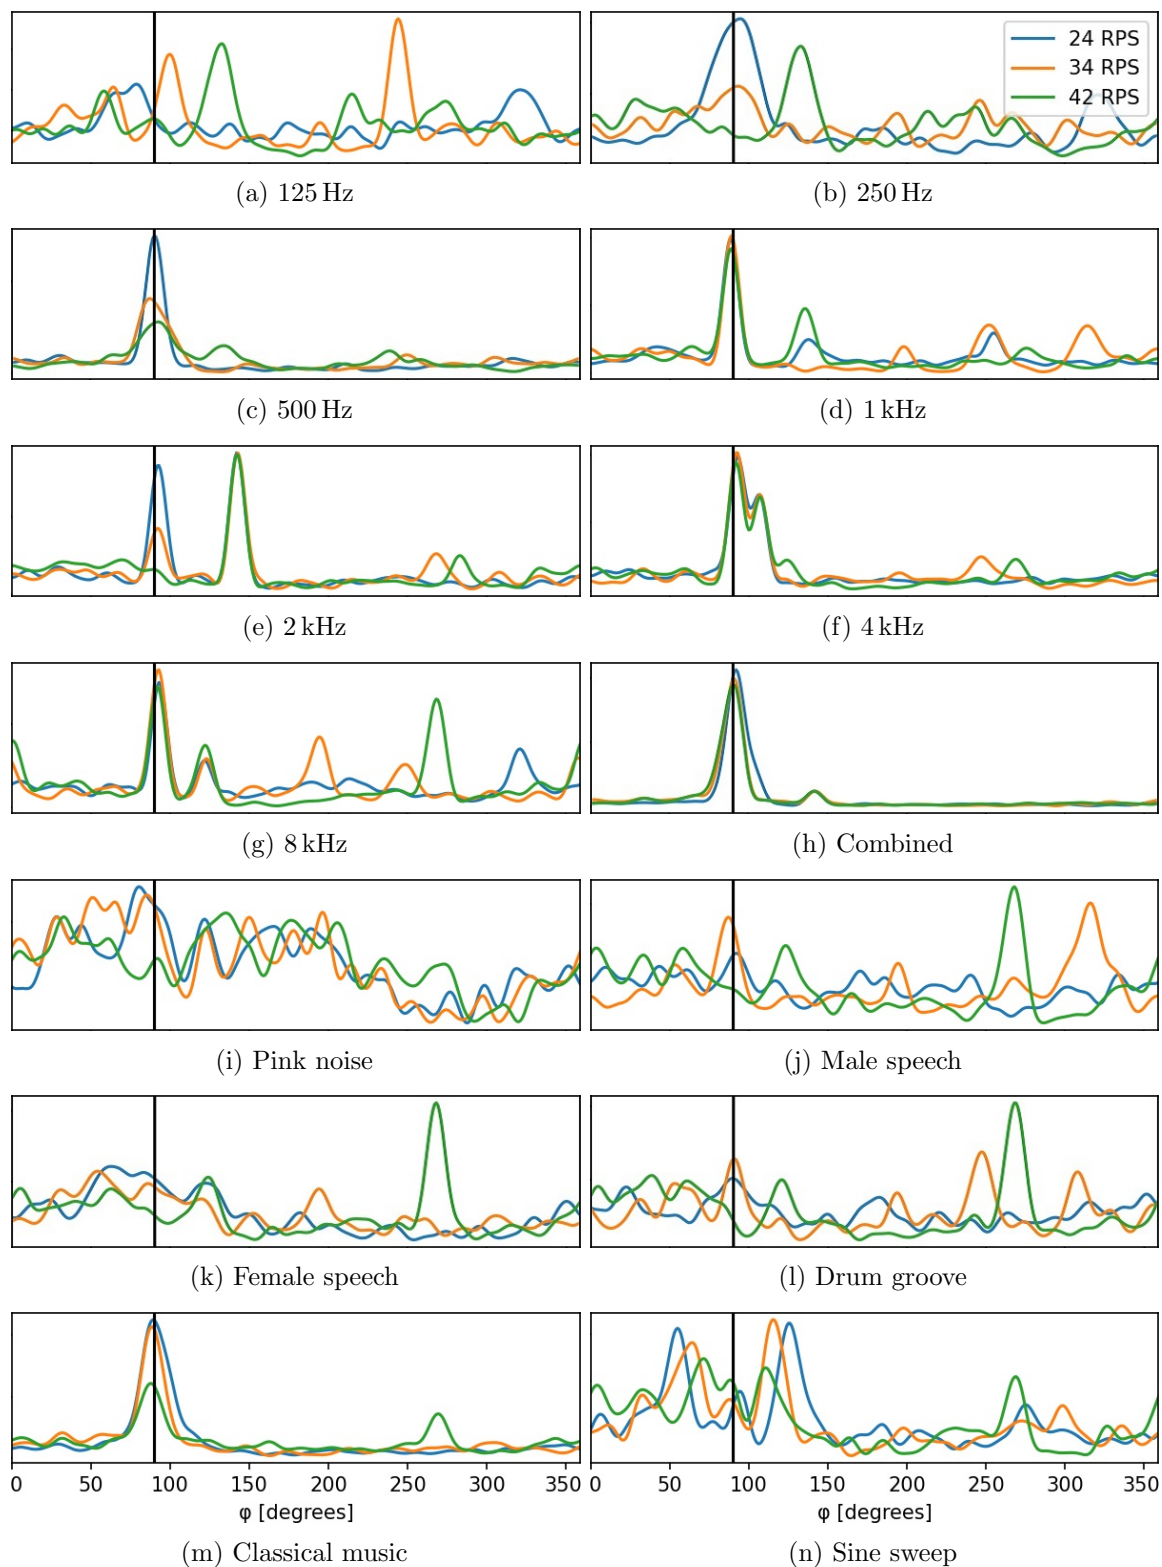 24 RPS
34 RPS
42 RPS
(a) 125 Hz
(b) 250 Hz
(c) 500 Hz
(d) 1 kHz
(e) 2 kHz
(f) 4 kHz
(g) 8 kHz
(h) Combined
(i) Pink noise
(j) Male speech
(k) Female speech
(l) Drum groove
0 50 100 150 200 250 300 350
0 50 100 150 200 250 300 350
φ [degrees]
φ [degrees]
(m) Classical music
(n) Sine sweep